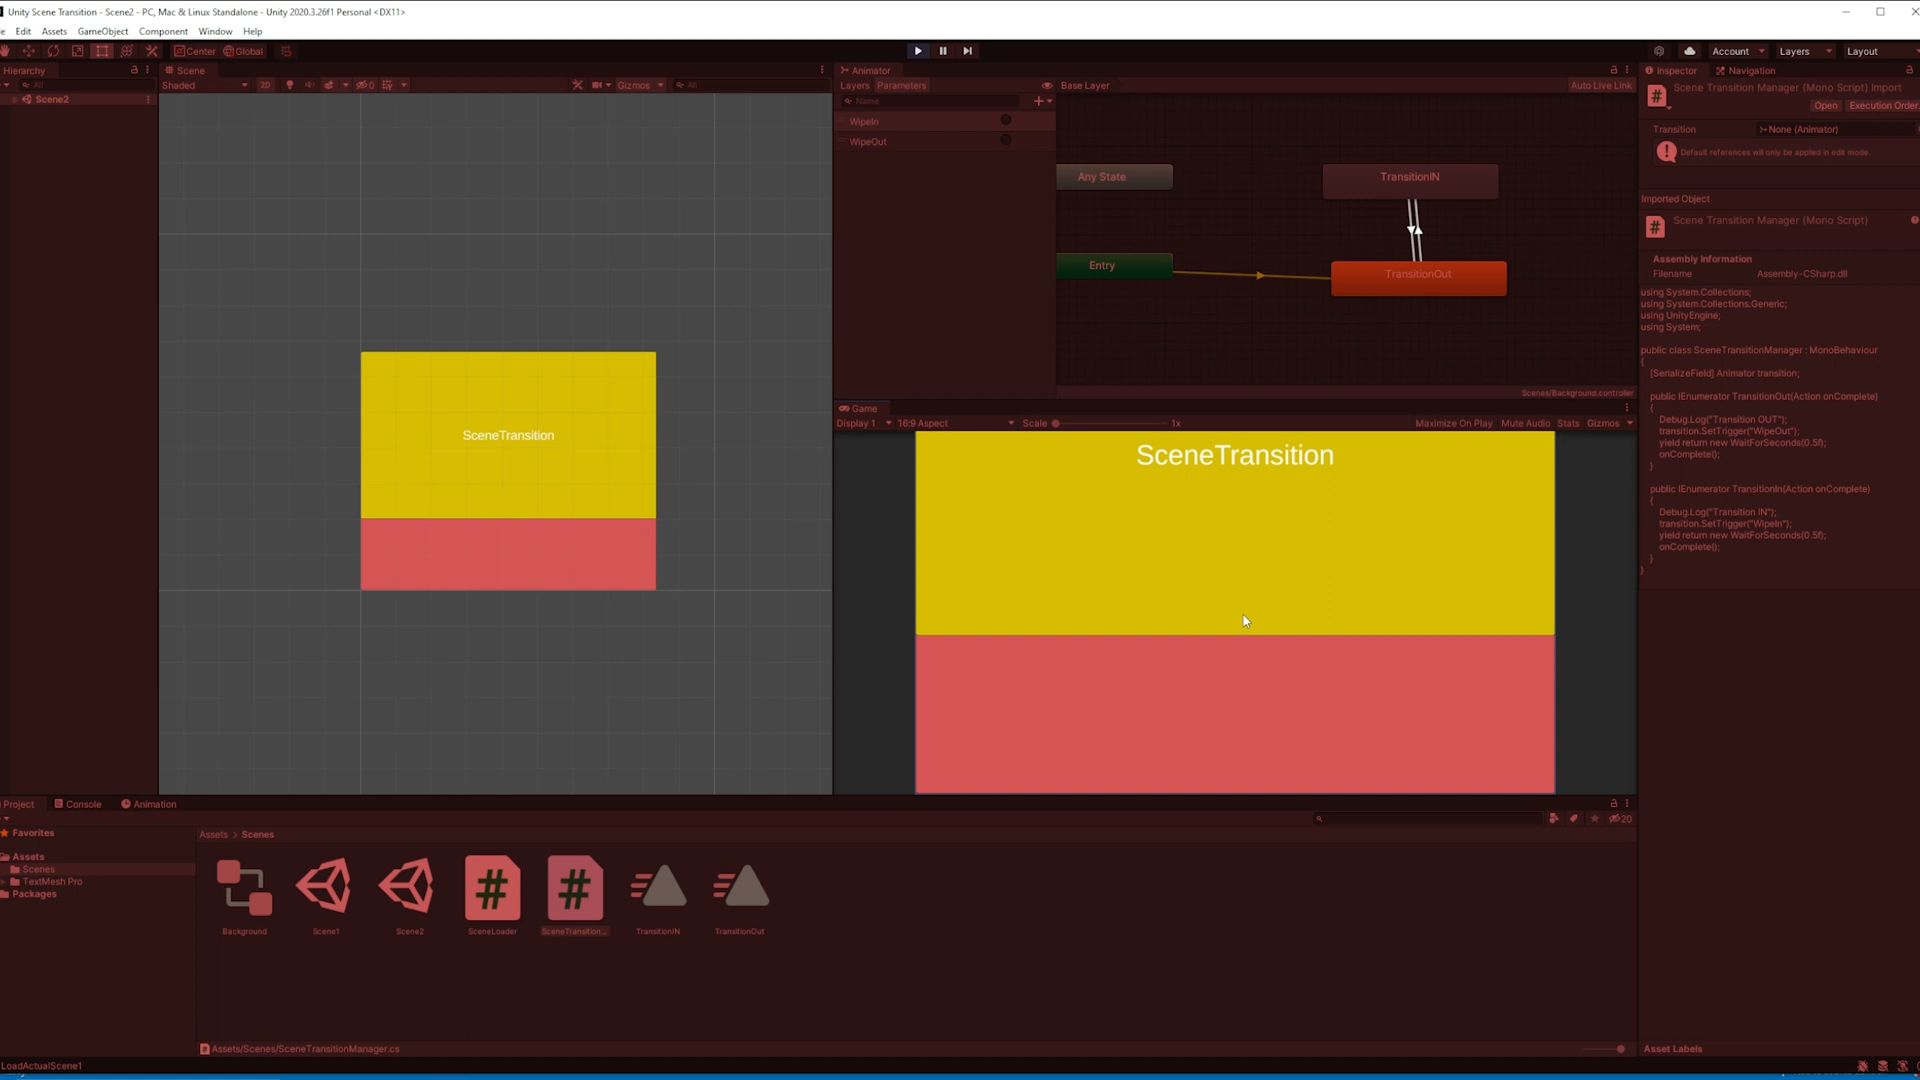 Unity Scene Transition - Scene2 - PC, Mac & Linux Standalone - Unity 2020.3.26f1 Personal <DX11>
Edit Assets GameObject Component Window Help
Center Global
Account Layers Layout
Hierarchy
All
Scene2
Scene
Shaded 2D 0 Gizmos All
Animator
Layers Parameters Base Layer Auto Live Link
Name
WipeIn
WipeOut
Any State
TransitionIN
Entry
TransitionOut
Scenes/Background.controller
Game
Display 1 16:9 Aspect Scale 1x Maximize On Play Mute Audio Stats Gizmos
SceneTransition
SceneTransition
Inspector Navigation
Scene Transition Manager (Mono Script) Import
Open Execution Order
Transition None (Animator)
Default references will only be applied in edit mode.
Imported Object
Scene Transition Manager (Mono Script)
Assembly Information
Filename Assembly-CSharp.dll
using System.Collections;
using System.Collections.Generic;
using UnityEngine;
using System;
public class SceneTransitionManager : MonoBehaviour
{
[SerializeField] Animator transition;
public IEnumerator TransitionOut(Action onComplete)
{
Debug.Log("Transition OUT");
transition.SetTrigger("WipeOut");
yield return new WaitForSeconds(0.5f);
onComplete();
}
public IEnumerator TransitionIn(Action onComplete)
{
Debug.Log("Transition IN");
transition.SetTrigger("WipeIn");
yield return new WaitForSeconds(0.5f);
onComplete();
}
}
Project Console Animation
20
Favorites
Assets
Scenes
TextMesh Pro
Packages
Assets > Scenes
Background Scene1 Scene2 SceneLoader SceneTransition... TransitionIN TransitionOut
Assets/Scenes/SceneTransitionManager.cs
Asset Labels
LoadActualScene1